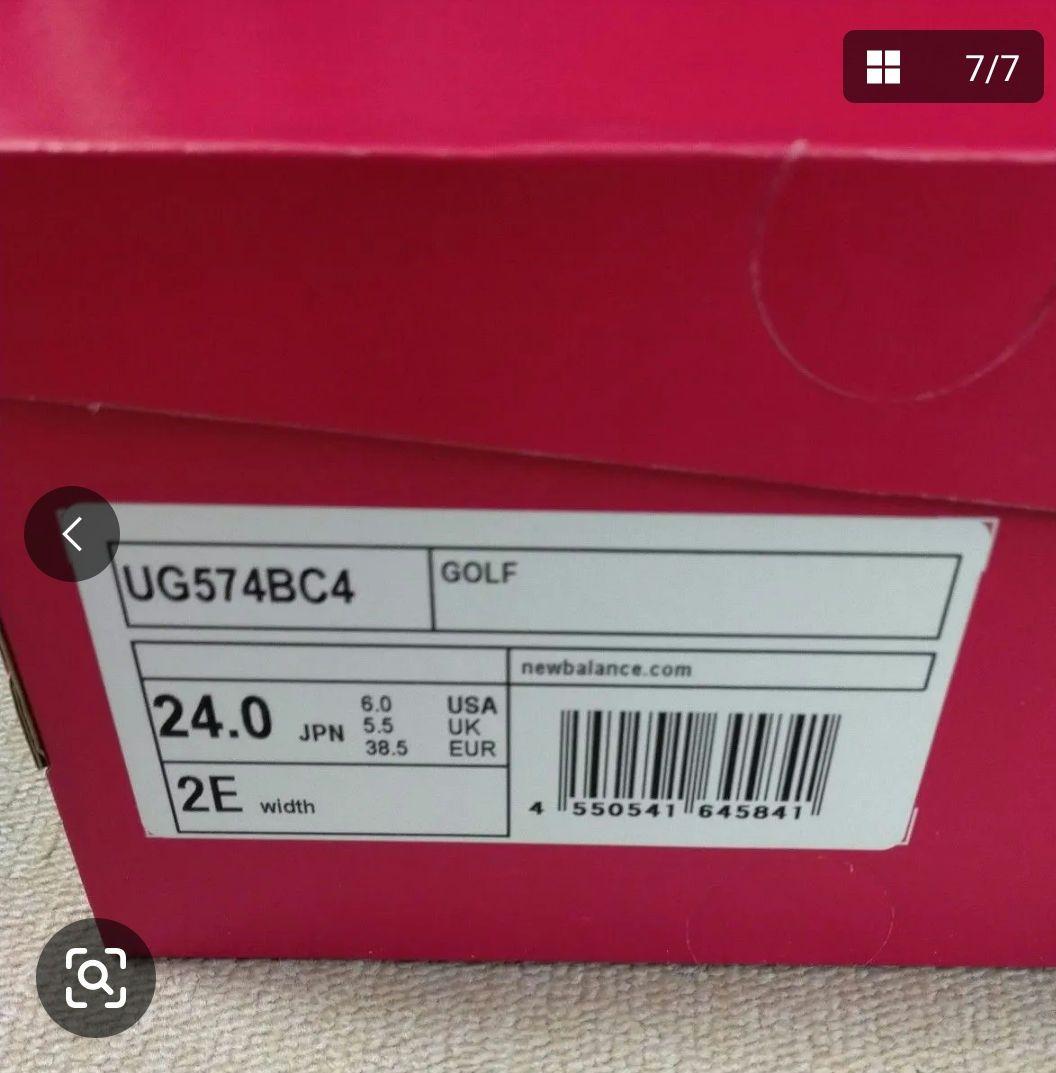 7/7
UG574BC4
GOLF
newbalance.com
24.0 JPN
6.0 USA
5.5 UK
38.5 EUR
2E width
4 550541 645841